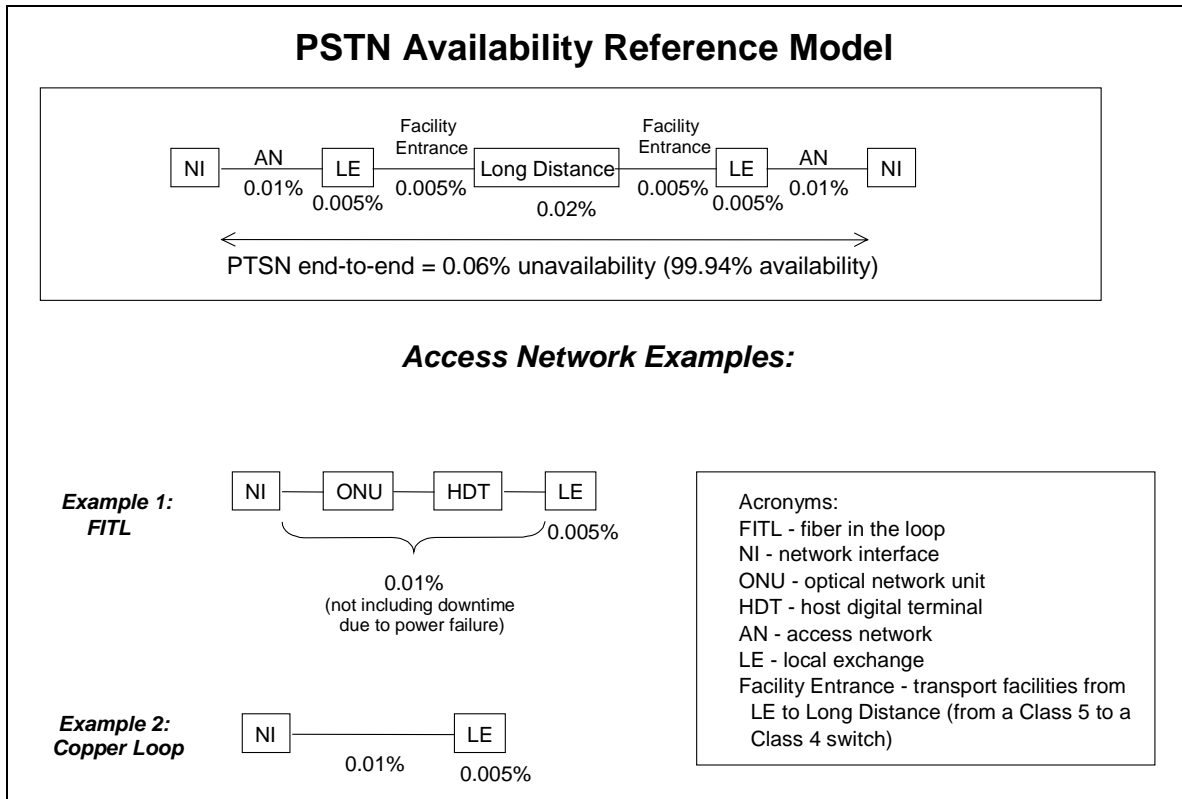 PSTN Availability Reference Model
Facility
Entrance
Facility
Entrance
NI
AN
LE
Long Distance
LE
AN
NI
0.01%
0.005%
0.005%
0.02%
0.005%
0.005%
0.01%
PTSN end-to-end = 0.06% unavailability (99.94% availability)
Access Network Examples:
Example 1:
FITL
NI
ONU
HDT
LE
0.005%
0.01%
(not including downtime
due to power failure)
Example 2:
Copper Loop
NI
LE
0.01%
0.005%
Acronyms:
FITL - fiber in the loop
NI - network interface
ONU - optical network unit
HDT - host digital terminal
AN - access network
LE - local exchange
Facility Entrance - transport facilities from
LE to Long Distance (from a Class 5 to a
Class 4 switch)